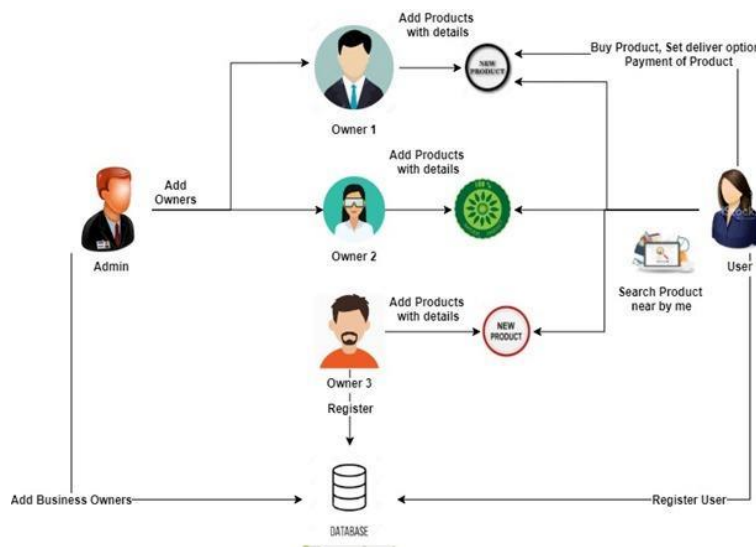 Add Products
with details
NEW
PRODUCT
Buy Product, Set deliver option
Payment of Product
Owner 1
Add
Owners
Add Products
with details
100 %
Admin
Owner 2
User
Search Product
near by me
Add Products
with details
NEW
PRODUCT
Owner 3
Register
Add Business Owners
Register User
DATABASE